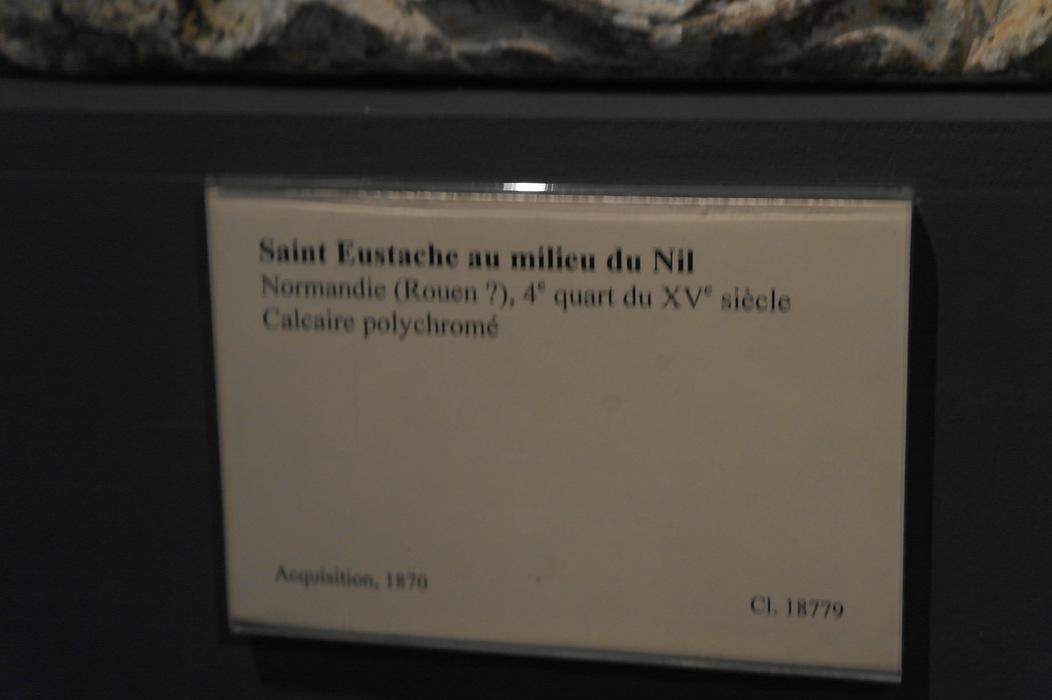 Saint Eustache au milieu du Nil
Normandie (Rouen ?), 4e quart du XVe siècle
Calcaire polychromé
Acquisition, 1870
Cl. 18779